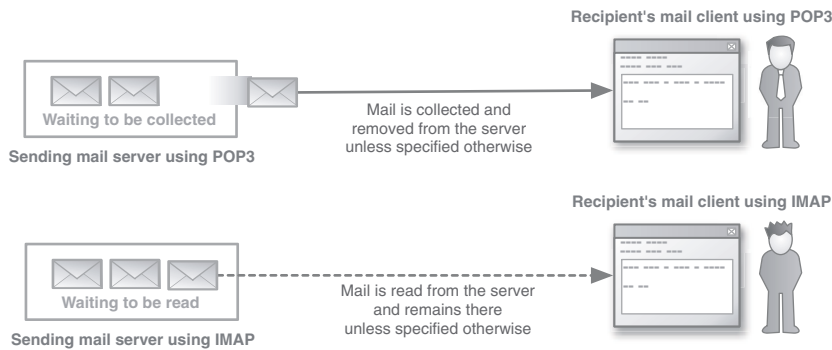 Recipient's mail client using POP3
Waiting to be collected
Mail is collected and
removed from the server
unless specified otherwise
Sending mail server using POP3
Recipient's mail client using IMAP
Waiting to be read
Mail is read from the server
and remains there
unless specified otherwise
Sending mail server using IMAP